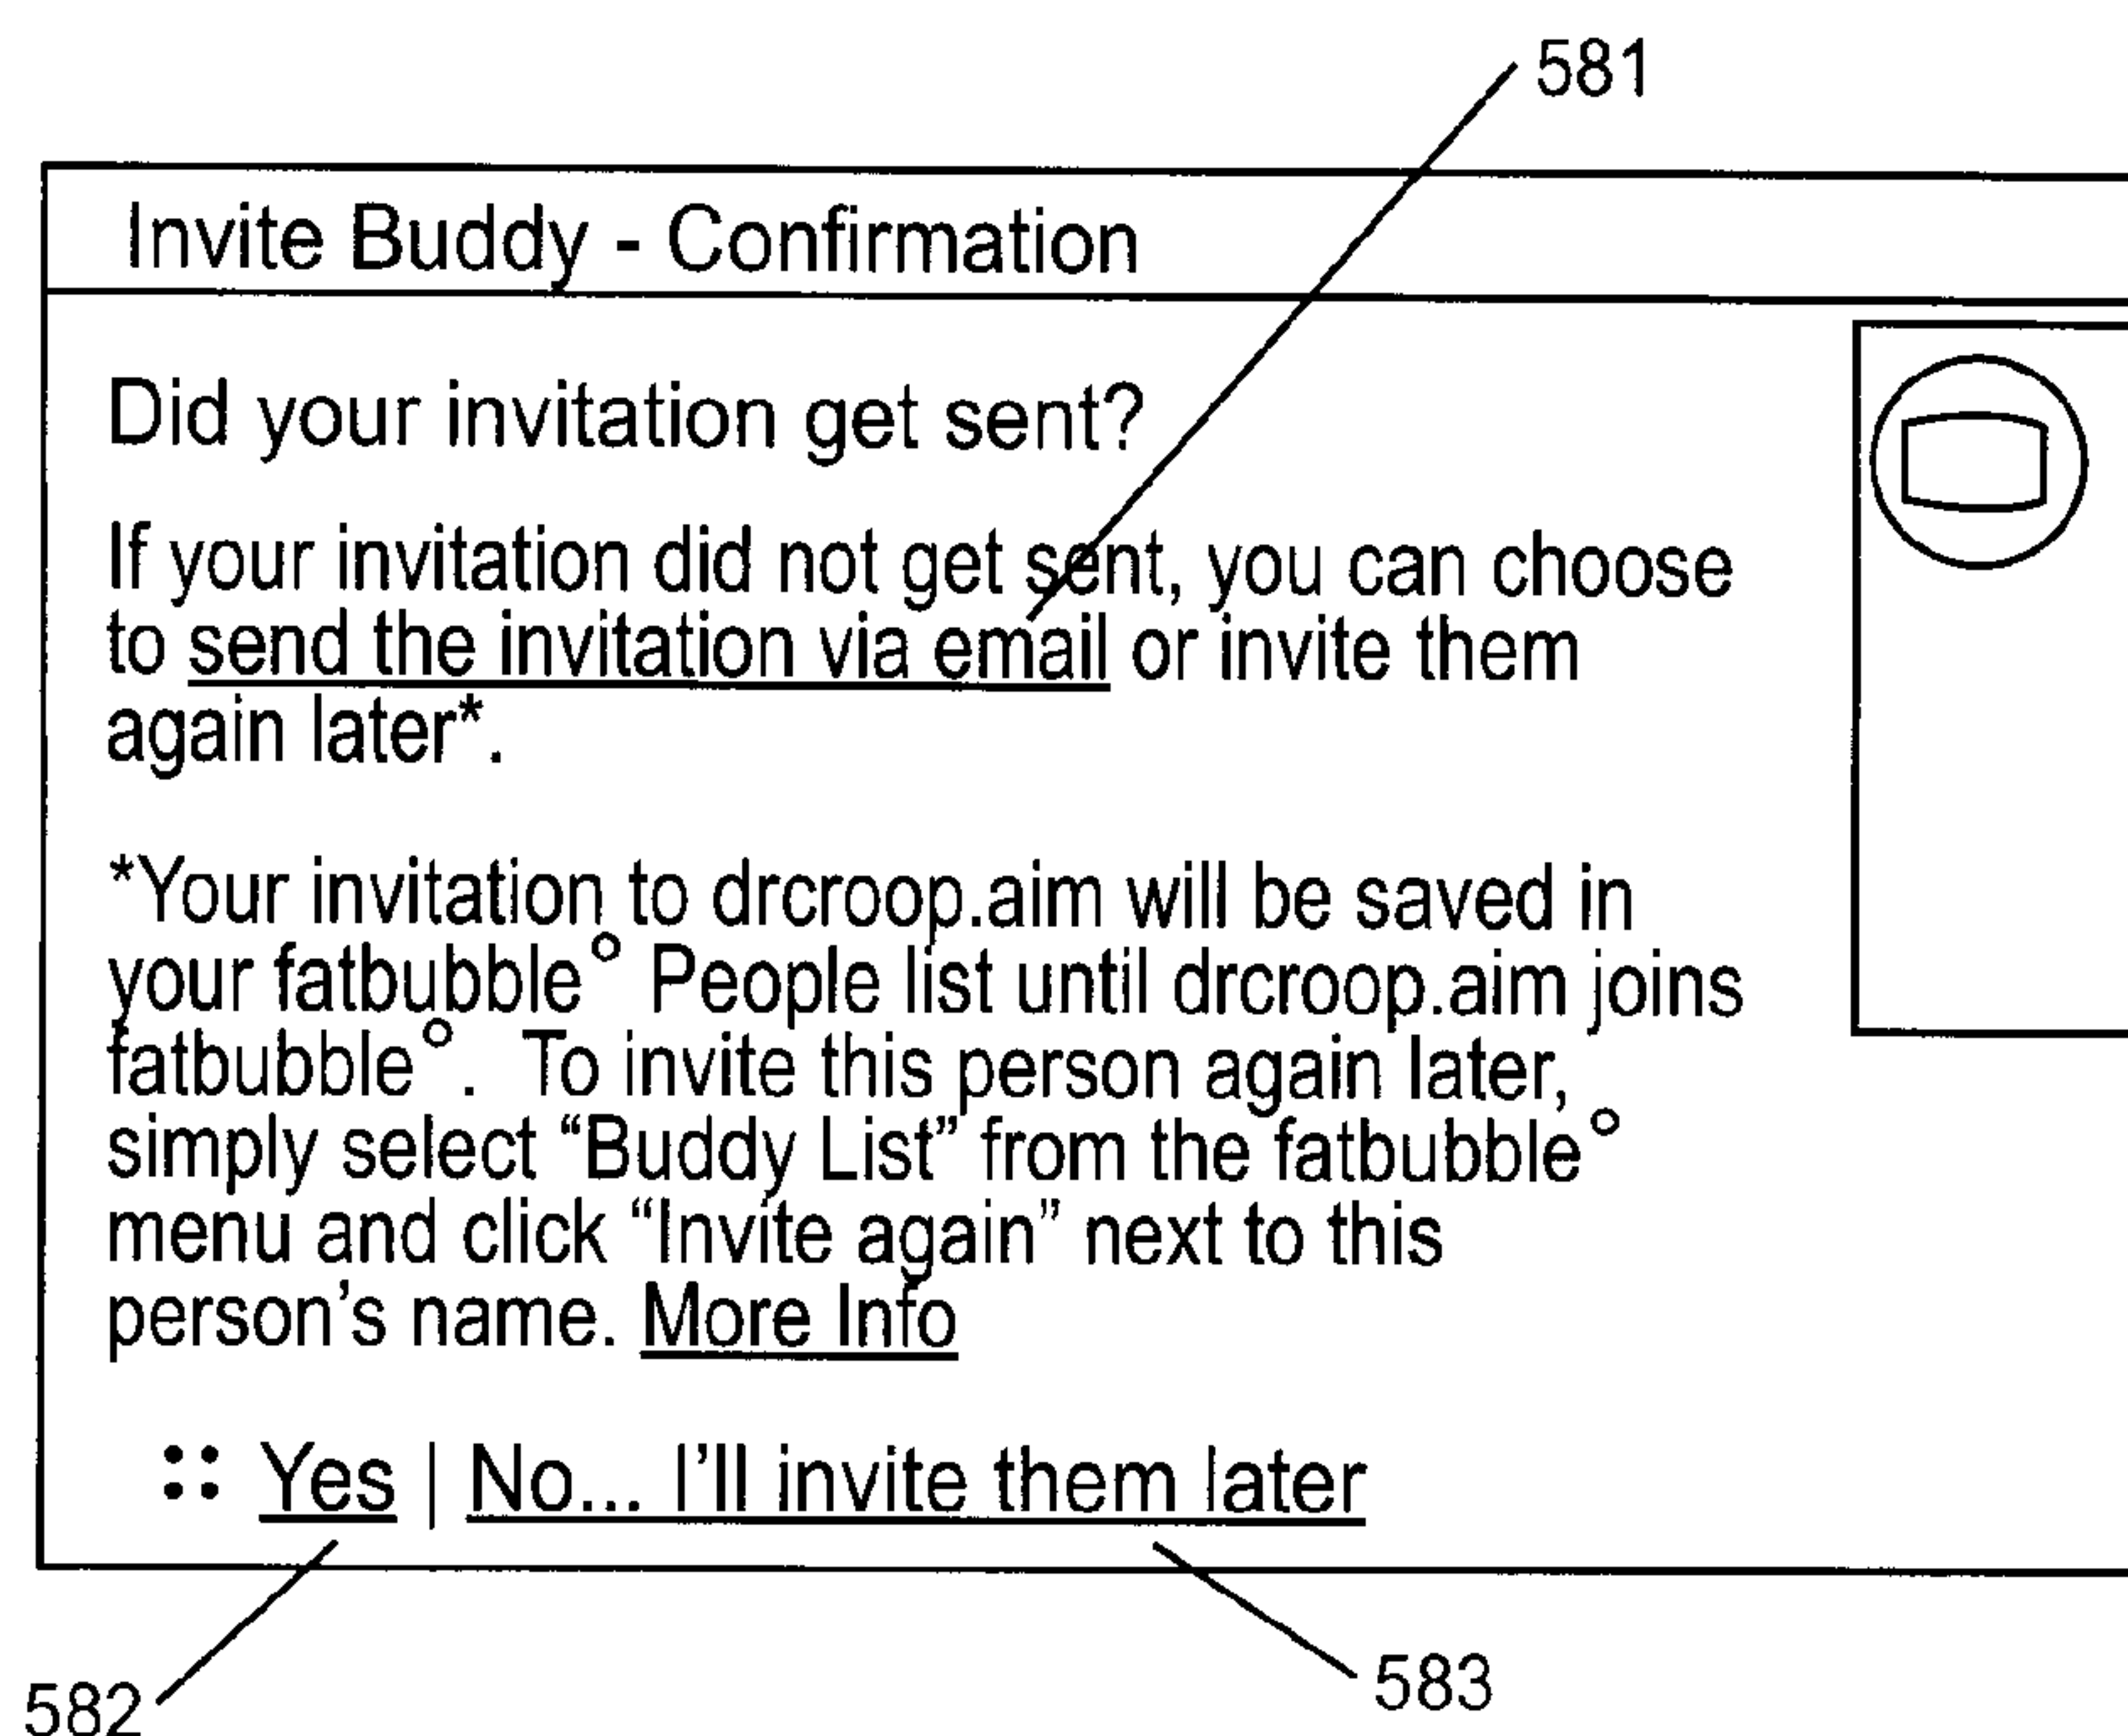 581
Invite Buddy - Confirmation
Did your invitation get sent?
If your invitation did not get sent, you can choose
to send the invitation via email or invite them
again later*.
*Your invitation to drcroop.aim will be saved in
your fatbubble° People list until drcroop.aim joins
fatbubble°. To invite this person again later,
simply select “Buddy List” from the fatbubble°
menu and click “Invite again” next to this
person’s name. More Info
:: Yes | No... I’ll invite them later
582
583